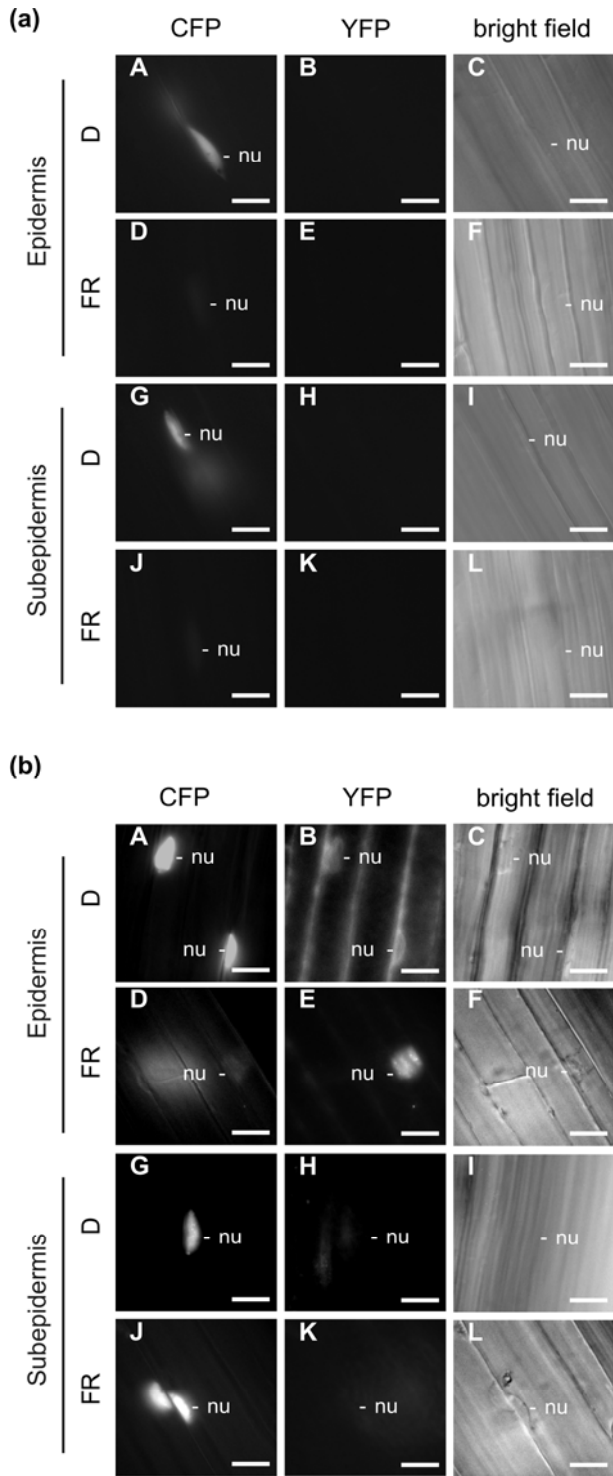 (a)
CFP YFP bright field
Epidermis
D
A B C
nu nu
FR
D E F
nu nu
Subepidermis
D
G H I
nu nu
FR
J K L
nu nu
(b)
CFP YFP bright field
Epidermis
D
A B C
nu nu nu
nu nu nu
FR
D E F
nu nu nu
Subepidermis
D
G H I
nu nu nu
FR
J K L
nu nu nu